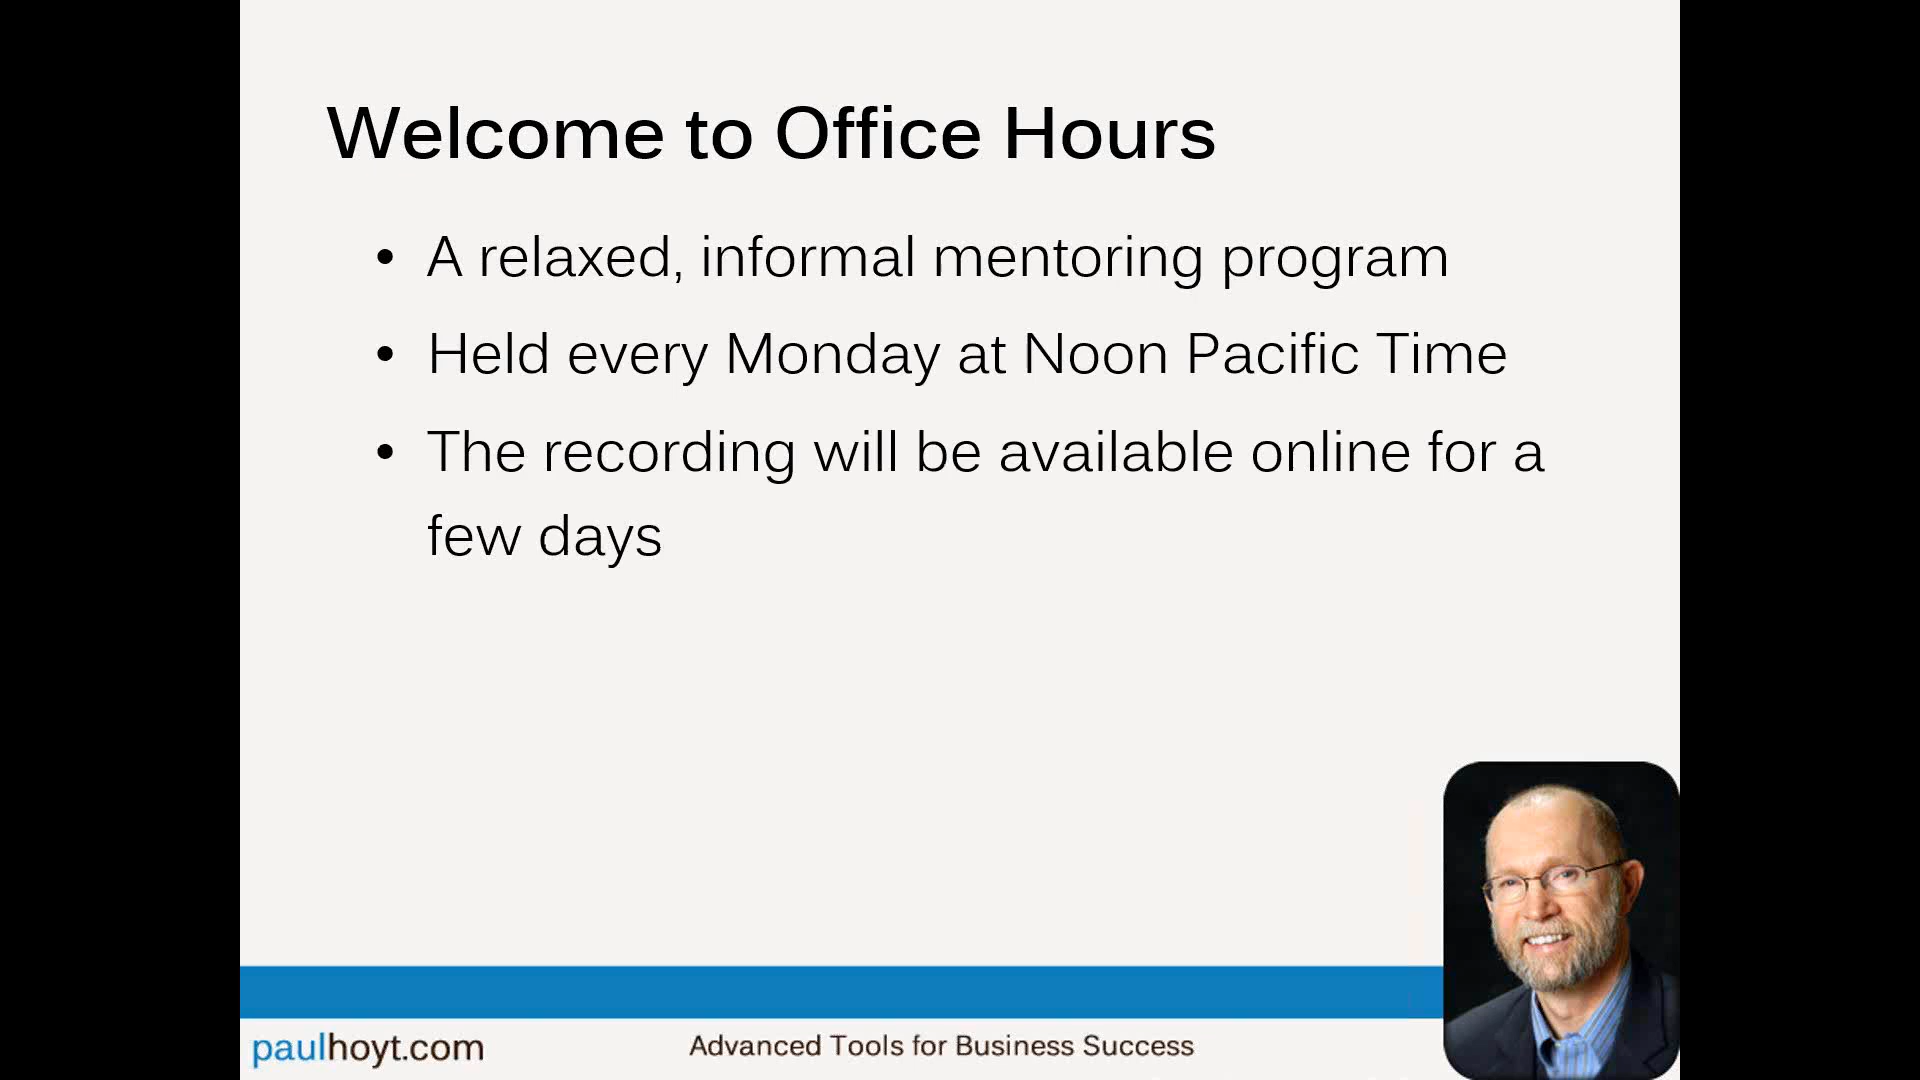 Welcome to Office Hours
• A relaxed, informal mentoring program
• Held every Monday at Noon Pacific Time
• The recording will be available online for a
few days
paulhoyt.com
Advanced Tools for Business Success